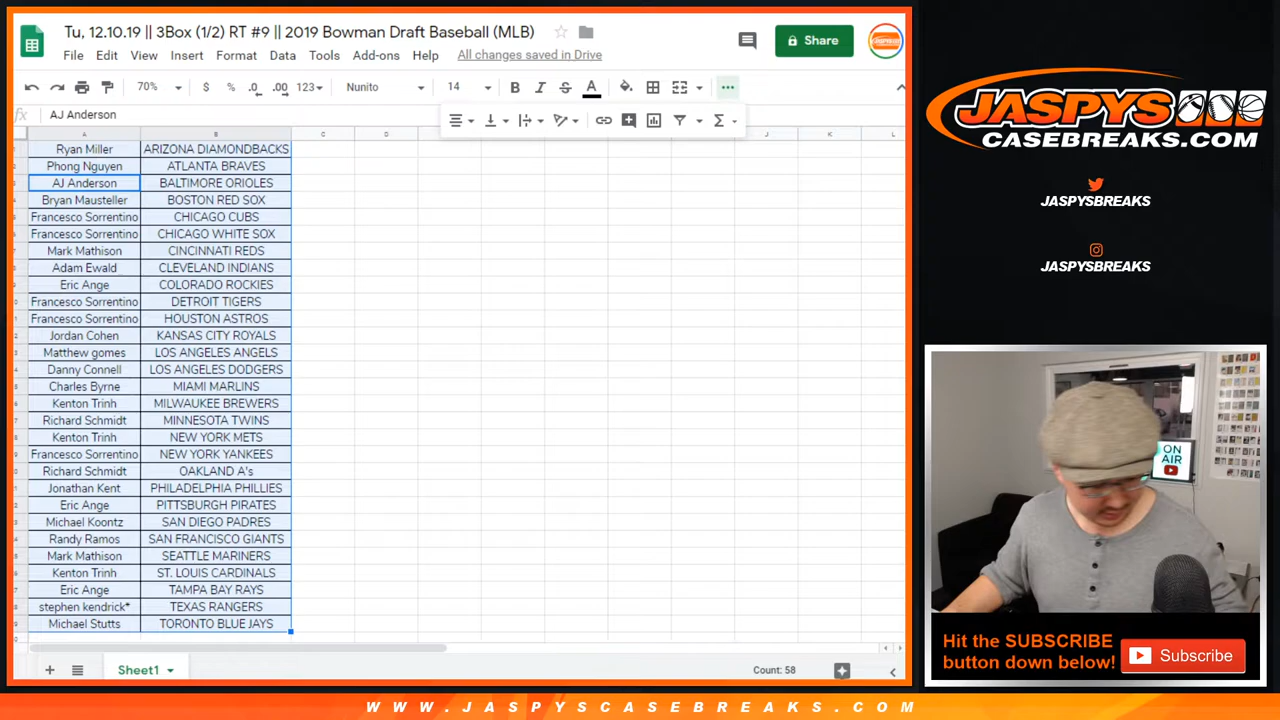 Tu, 12.10.19 || 3Box (1/2) RT #9 || 2019 Bowman Draft Baseball (MLB)
File Edit View Insert Format Data Tools Add-ons Help All changes saved in Drive
Share
70% $ % .0 .00 123 Nunito 14 B I S A
fx AJ Anderson
A B C D J K L
Ryan Miller ARIZONA DIAMONDBACKS
Phong Nguyen ATLANTA BRAVES
AJ Anderson BALTIMORE ORIOLES
Bryan Mausteller BOSTON RED SOX
Francesco Sorrentino CHICAGO CUBS
Francesco Sorrentino CHICAGO WHITE SOX
Mark Mathison CINCINNATI REDS
Adam Ewald CLEVELAND INDIANS
Eric Ange COLORADO ROCKIES
Francesco Sorrentino DETROIT TIGERS
Francesco Sorrentino HOUSTON ASTROS
Jordan Cohen KANSAS CITY ROYALS
Matthew gomes LOS ANGELES ANGELS
Danny Connell LOS ANGELES DODGERS
Charles Byrne MIAMI MARLINS
Kenton Trinh MILWAUKEE BREWERS
Richard Schmidt MINNESOTA TWINS
Kenton Trinh NEW YORK METS
Francesco Sorrentino NEW YORK YANKEES
Richard Schmidt OAKLAND A's
Jonathan Kent PHILADELPHIA PHILLIES
Eric Ange PITTSBURGH PIRATES
Michael Koontz SAN DIEGO PADRES
Randy Ramos SAN FRANCISCO GIANTS
Mark Mathison SEATTLE MARINERS
Kenton Trinh ST. LOUIS CARDINALS
Eric Ange TAMPA BAY RAYS
stephen kendrick* TEXAS RANGERS
Michael Stutts TORONTO BLUE JAYS
Sheet1
Count: 58
JASPYS
CASEBREAKS.COM
JASPYSBREAKS
JASPYSBREAKS
ON
AIR
Hit the SUBSCRIBE
button down below!
Subscribe
WWW.JASPYSCASEBREAKS.COM